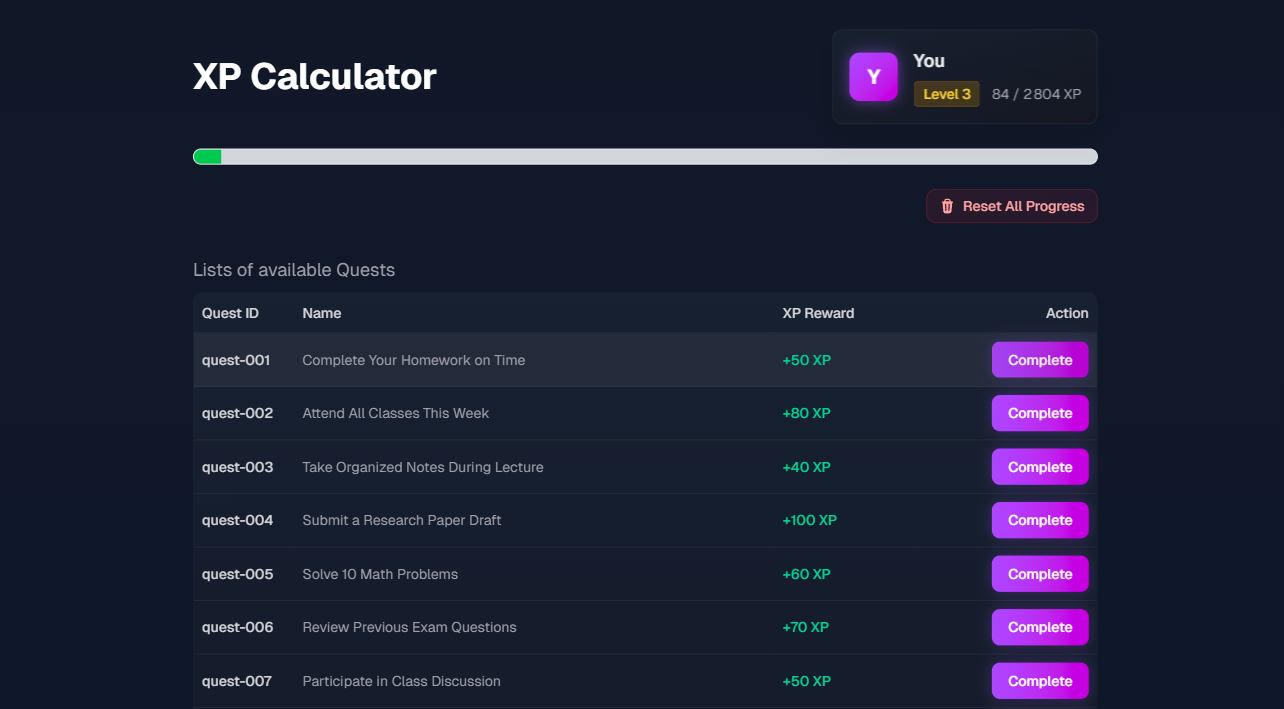 XP Calculator
Y
You
Level 3 84 / 2 804 XP
Reset All Progress
Lists of available Quests
Quest ID Name XP Reward Action
quest-001 Complete Your Homework on Time +50 XP Complete
quest-002 Attend All Classes This Week +80 XP Complete
quest-003 Take Organized Notes During Lecture +40 XP Complete
quest-004 Submit a Research Paper Draft +100 XP Complete
quest-005 Solve 10 Math Problems +60 XP Complete
quest-006 Review Previous Exam Questions +70 XP Complete
quest-007 Participate in Class Discussion +50 XP Complete